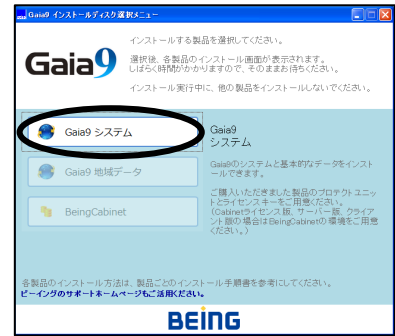 Gaia9 インストールディスク選択メニュー
インストールする製品を選択してください。
Gaia9
選択後、各製品のインストール画面が表示されます。
しばらく時間がかかりますので、そのままお待ちください。
インストール実行中に、他の製品をインストールしないでください。
Gaia9 システム
Gaia9 地域データ
BeingCabinet
Gaia9
システム
Gaia9のシステムと基本的なデータをインスト
ールできます。
ご購入いただきました製品のプロテクトユニッ
トとライセンスキーをご用意ください。
(Cabinetライセンス版、サーバー版、クライア
ント版の場合はBeingCabinetの環境をご用意
ください。)
各製品のインストール方法は、製品ごとのインストール手順書を参考にしてください。
ビーイングのサポートホームページもご活用ください。
BEING